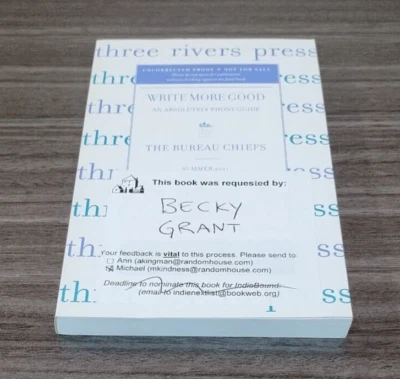 three rivers press
UNCORRECTED PROOF • NOT FOR SALE
WRITE MORE GOOD
AN ABSOLUTELY PHONY GUIDE
THE BUREAU CHIEFS
SUMMER
This book was requested by:
BECKY
GRANT
Your feedback is vital to this process. Please send to:
Ann (akingman@randomhouse.com)
Michael (mkindness@randomhouse.com)
Deadline to nominate this book for IndieBound:
(email to indienextlist@bookweb.org)